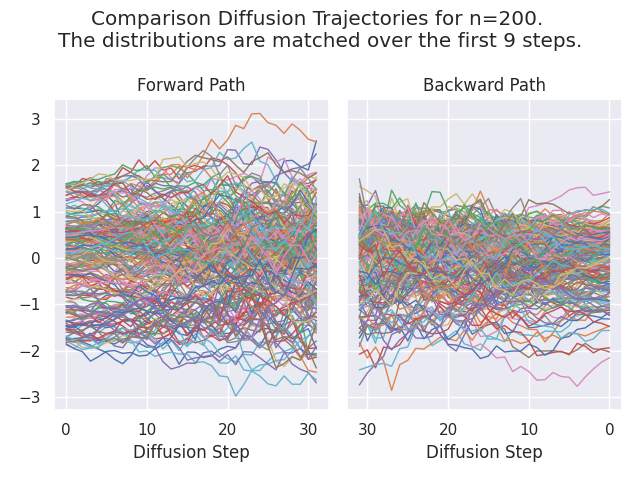 Comparison Diffusion Trajectories for n=200.
The distributions are matched over the first 9 steps.
Forward Path
Backward Path
3
2
1
0
−1
−2
−3
0 10 20 30
30 20 10 0
Diffusion Step
Diffusion Step